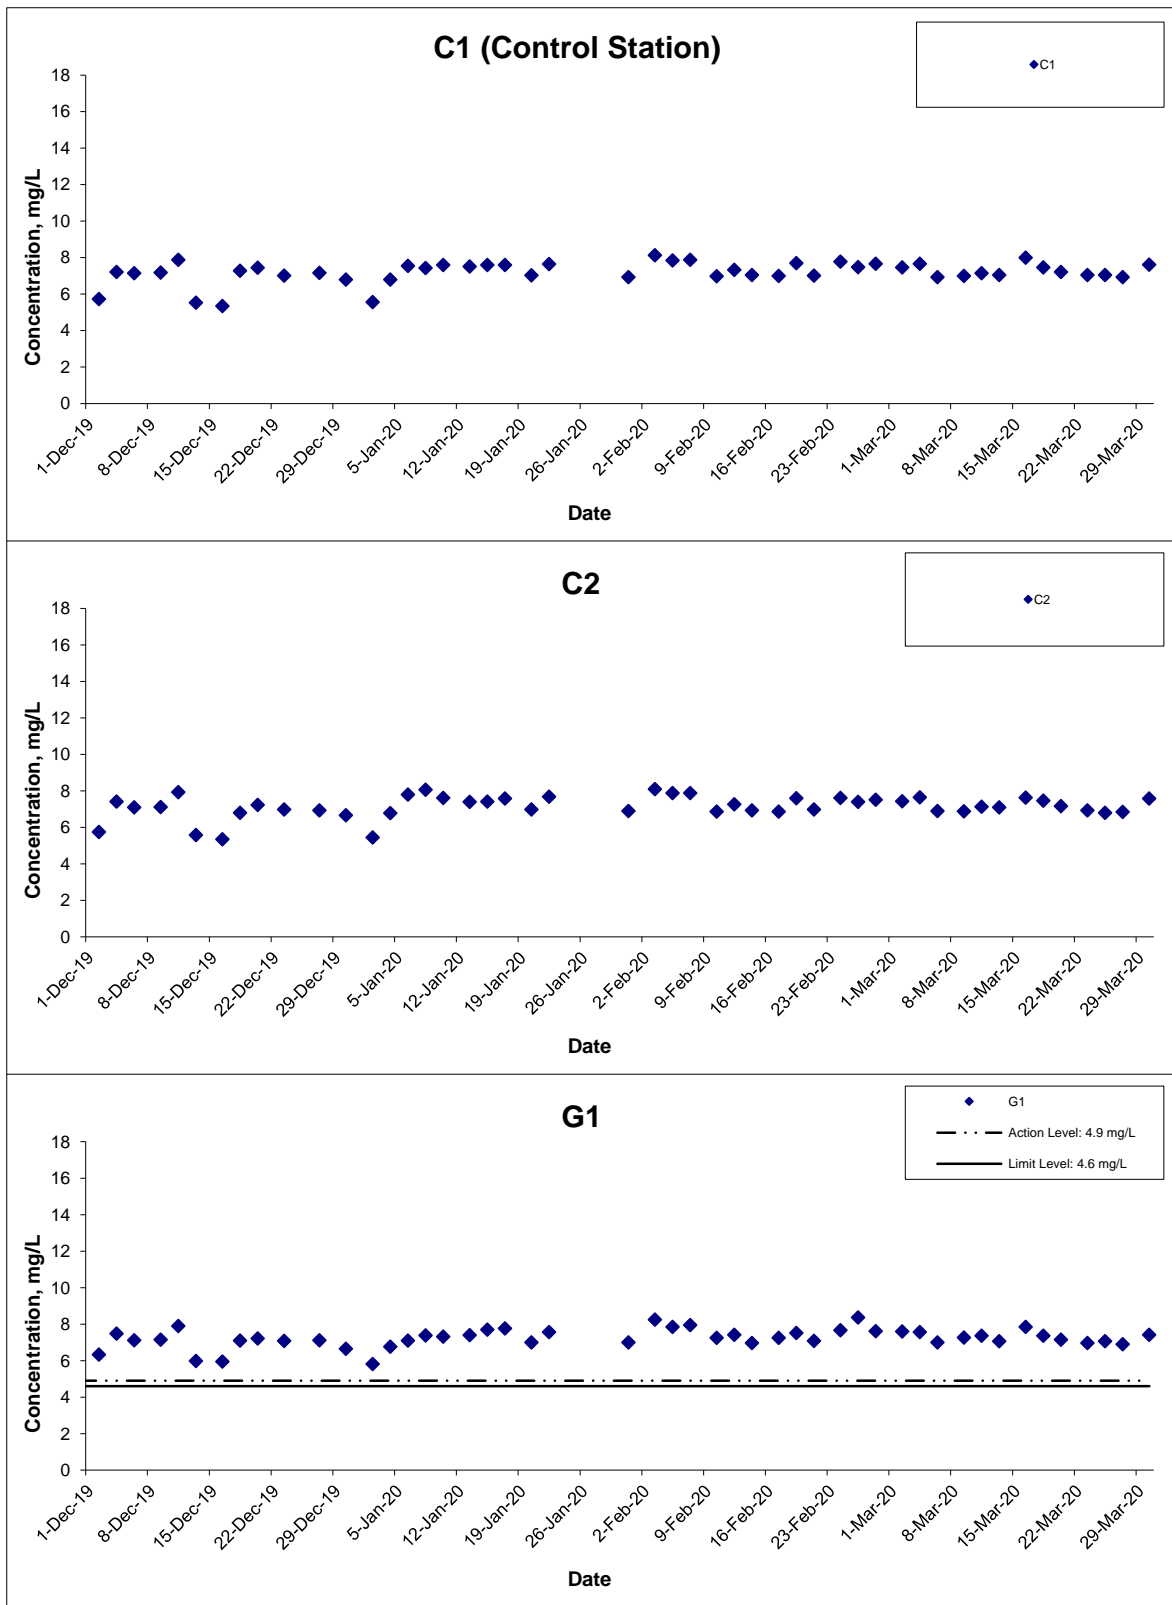 C1 (Control Station)
C1
18
16
14
12
10
8
6
4
2
0
Concentration, mg/L
1-Dec-19
8-Dec-19
15-Dec-19
22-Dec-19
29-Dec-19
5-Jan-20
12-Jan-20
19-Jan-20
26-Jan-20
2-Feb-20
9-Feb-20
16-Feb-20
23-Feb-20
1-Mar-20
8-Mar-20
15-Mar-20
22-Mar-20
29-Mar-20
Date
C2
C2
18
16
14
12
10
8
6
4
2
0
Concentration, mg/L
1-Dec-19
8-Dec-19
15-Dec-19
22-Dec-19
29-Dec-19
5-Jan-20
12-Jan-20
19-Jan-20
26-Jan-20
2-Feb-20
9-Feb-20
16-Feb-20
23-Feb-20
1-Mar-20
8-Mar-20
15-Mar-20
22-Mar-20
29-Mar-20
Date
G1
G1
Action Level: 4.9 mg/L
Limit Level: 4.6 mg/L
18
16
14
12
10
8
6
4
2
0
Concentration, mg/L
1-Dec-19
8-Dec-19
15-Dec-19
22-Dec-19
29-Dec-19
5-Jan-20
12-Jan-20
19-Jan-20
26-Jan-20
2-Feb-20
9-Feb-20
16-Feb-20
23-Feb-20
1-Mar-20
8-Mar-20
15-Mar-20
22-Mar-20
29-Mar-20
Date